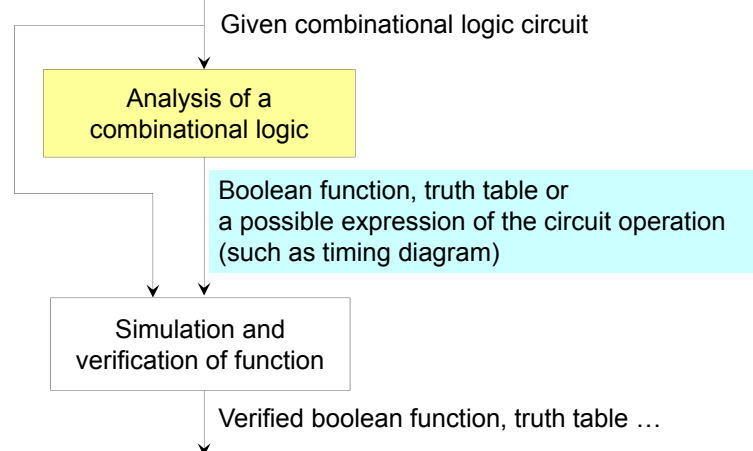 Given combinational logic circuit
Analysis of a
combinational logic
Boolean function, truth table or
a possible expression of the circuit operation
(such as timing diagram)
Simulation and
verification of function
Verified boolean function, truth table …